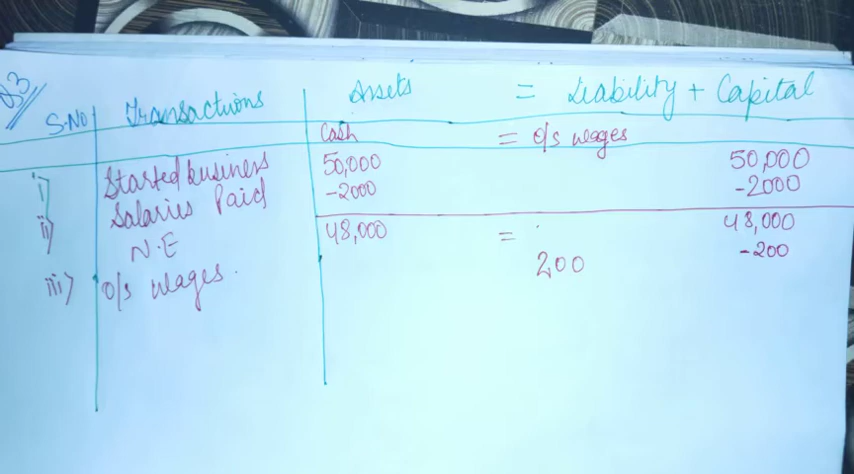 Q3
S.No Transactions Assets = Liability + Capital
Cash = o/s wages
i) Started business 50,000 50,000
ii) Salaries Paid -2000 -2000
N.E 48,000 = 48,000
iii) o/s wages. 200 -200